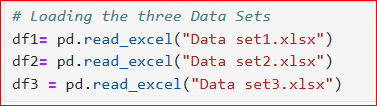 # Loading the three Data Sets
df1= pd.read_excel("Data set1.xlsx")
df2= pd.read_excel("Data set2.xlsx")
df3 = pd.read_excel("Data set3.xlsx")